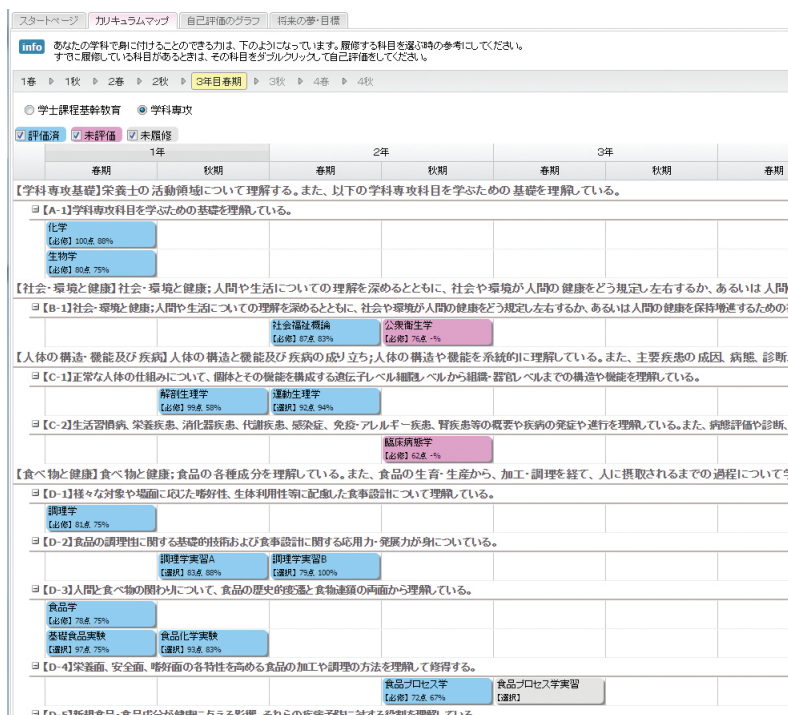 スタートページ カリキュラムマップ 自己評価のグラフ 将来の夢・目標
info あなたの学科で身に付けることのできる力は、下のようになっています。履修する科目を選ぶ時の参考にしてください。
すでに履修している科目があるときは、その科目をダブルクリックして自己評価をしてください。
1春 1秋 2春 2秋 3年目春期 3秋 4春 4秋
学士課程基幹教育 学科専攻
評価済 未評価 未履修
1年 2年 3年
春期 秋期 春期 秋期 春期 秋期 春期
【学科専攻基礎】栄養士の活動領域について理解する。また、以下の学科専攻科目を学ぶための基礎を理解している。
【A-1】学科専攻科目を学ぶための基礎を理解している。
化学
【必修】100点 88%
生物学
【必修】80点 75%
【社会・環境と健康】社会・環境と健康;人間や生活についての理解を深めるとともに、社会や環境が人間の健康をどう規定し左右するか、あるいは人間
【B-1】社会・環境と健康;人間や生活についての理解を深めるとともに、社会や環境が人間の健康をどう規定し左右するか、あるいは人間の健康を保持増進するための
社会福祉概論 公衆衛生学
【必修】87点 83% 【必修】76点 -%
【人体の構造・機能及び疾病】人体の構造と機能及び疾病の成り立ち;人体の構造や機能を系統的に理解している。また、主要疾患の成因、病態、診断
【C-1】正常な人体の仕組みについて、個体とその機能を構成する遺伝子レベル細胞レベルから組織・器官レベルまでの構造や機能を理解している。
解剖生理学 運動生理学
【必修】99点 58% 【選択】92点 94%
【C-2】生活習慣病、栄養疾患、消化器疾患、代謝疾患、感染症、免疫・アレルギー疾患、腎疾患等の概要や疾病の発症や進行を理解している。また、病態評価や診断、
臨床病態学
【必修】62点 -%
【食べ物と健康】食べ物と健康;食品の各種成分を理解している。また、食品の生育・生産から、加工・調理を経て、人に摂取されるまでの過程について
【D-1】様々な対象や場面に応じた嗜好性、生体利用性等に配慮した食事設計について理解している。
調理学
【必修】81点 75%
【D-2】食品の調理性に関する基礎的技術および食事設計に関する応用力・発展力が身についている。
調理学実習A 調理学実習B
【選択】83点 88% 【選択】79点 100%
【D-3】人間と食べ物の関わりについて、食品の歴史的変遷と食物連鎖の両面から理解している。
食品学
【必修】78点 75%
基礎食品実験 食品化学実験
【選択】97点 75% 【選択】93点 83%
【D-4】栄養面、安全面、嗜好面の各特性を高める食品の加工や調理の方法を理解して修得する。
食品プロセス学 食品プロセス学実習
【必修】72点 67% 【選択】